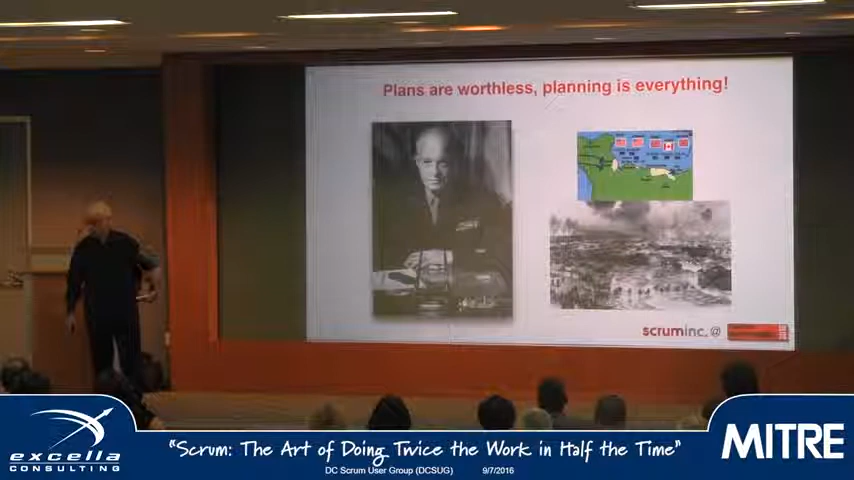 Plans are worthless, planning is everything!
scruminc.@
excella
CONSULTING
"Scrum: The Art of Doing Twice the Work in Half the Time"
DC Scrum User Group (DCSUG) 9/7/2016
MITRE